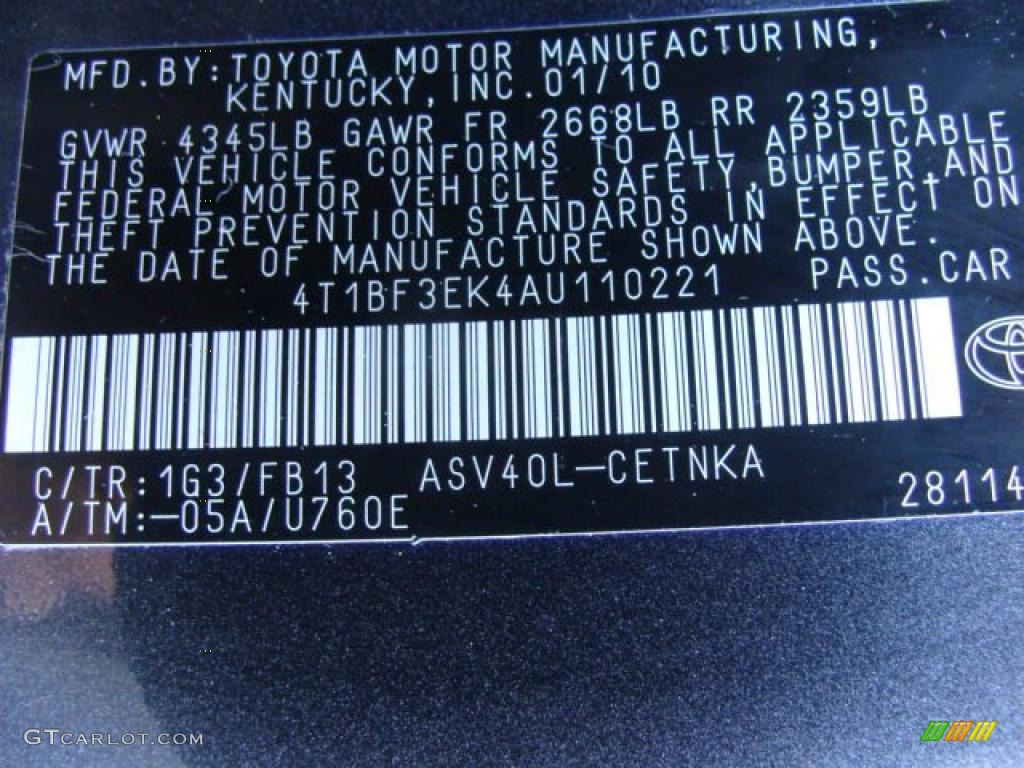 MFD.BY:TOYOTA MOTOR MANUFACTURING,
KENTUCKY,INC.01/10
GVWR 4345LB GAWR FR 2668LB RR 2359LB
THIS VEHICLE CONFORMS TO ALL APPLICABLE
FEDERAL MOTOR VEHICLE SAFETY,BUMPER,AND
THEFT PREVENTION STANDARDS IN EFFECT ON
THE DATE OF MANUFACTURE SHOWN ABOVE.
4T1BF3EK4AU110221 PASS.CAR
C/TR:1G3/FB13 ASV40L-CETNKA
A/TM:-05A/U760E 28114
GTCARLOT.COM